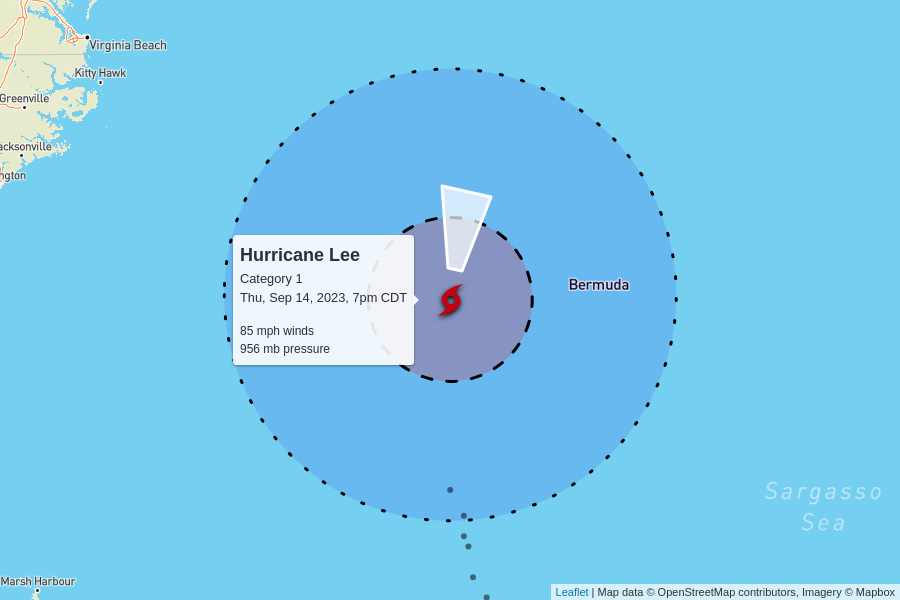 Virginia Beach
Kitty Hawk
Greenville
acksonville
ngton
Hurricane Lee
Category 1
Thu, Sep 14, 2023, 7pm CDT
85 mph winds
956 mb pressure
Bermuda
Sargasso
Sea
Marsh Harbour
Leaflet | Map data © OpenStreetMap contributors, Imagery © Mapbox